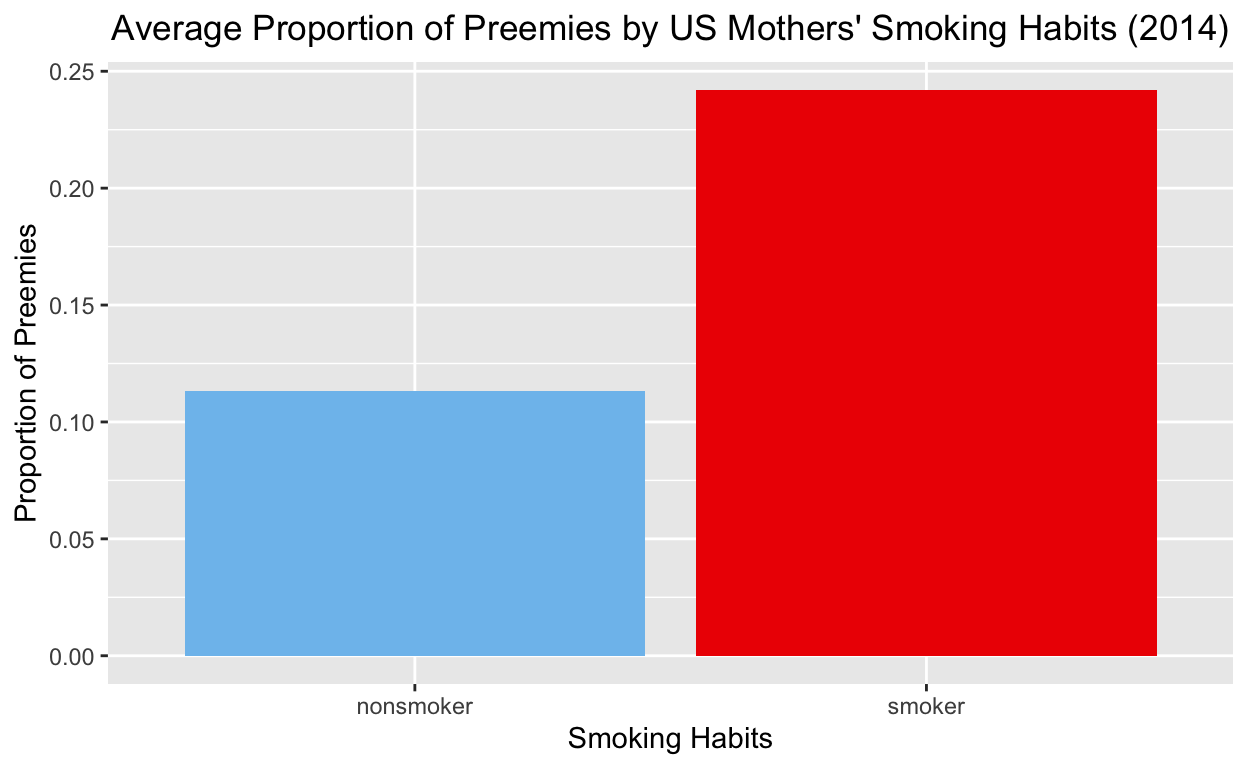 Average Proportion of Preemies by US Mothers' Smoking Habits (2014)
0.25
0.20
0.15
0.10
0.05
0.00
Proportion of Preemies
nonsmoker
smoker
Smoking Habits